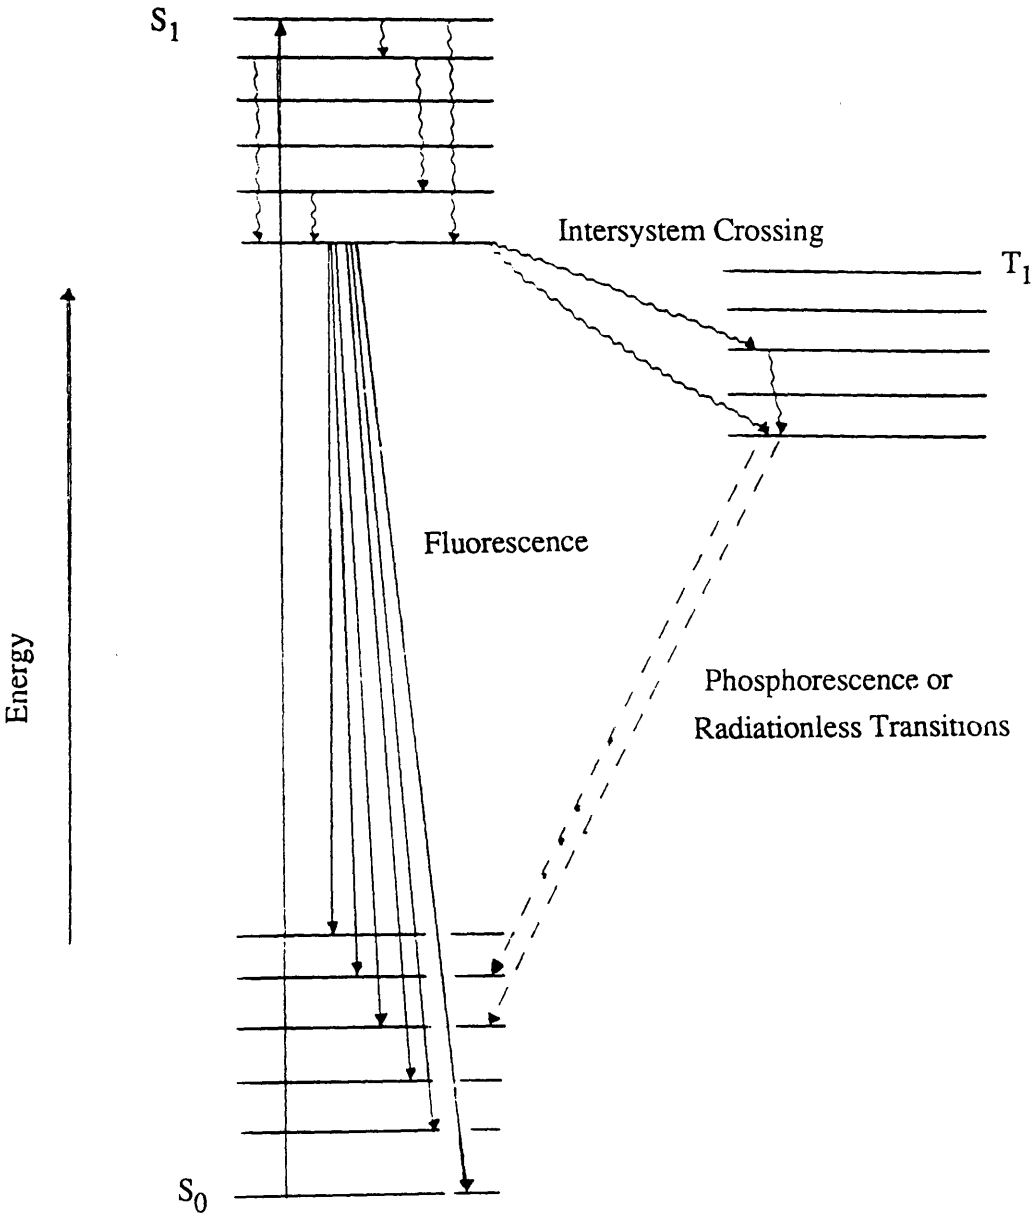 S1
Intersystem Crossing
T1
Fluorescence
Energy
Phosphorescence or
Radiationless Transitions
S0